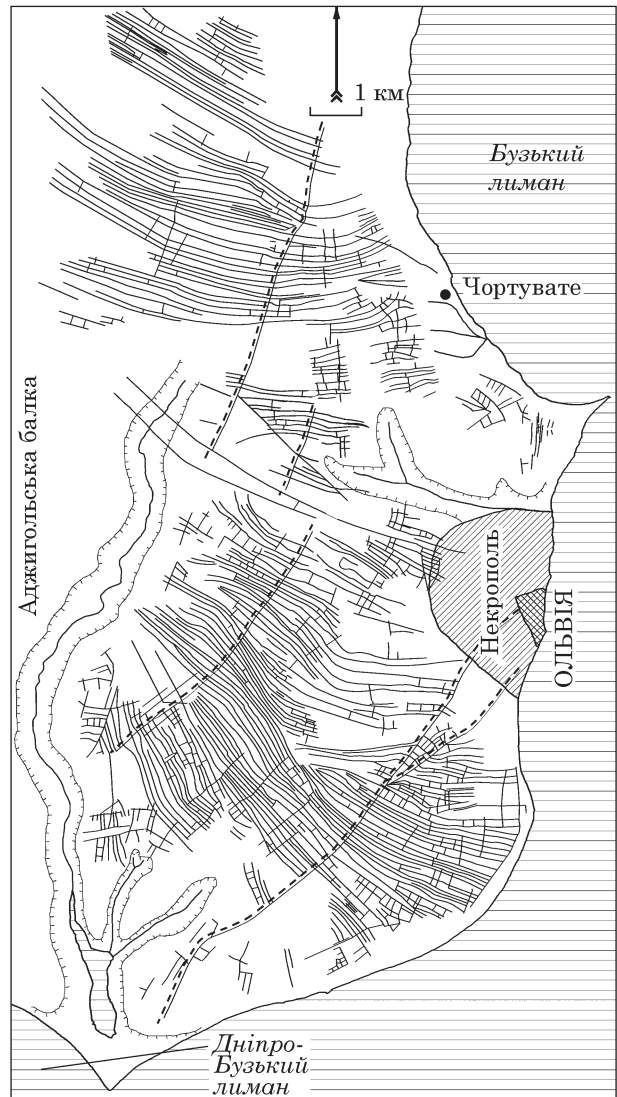 1 км
Бузький
лиман
Чортувате
Аджигольська балка
Некрополь
ОЛЬВІЯ
Дніпро-
Бузький
лиман